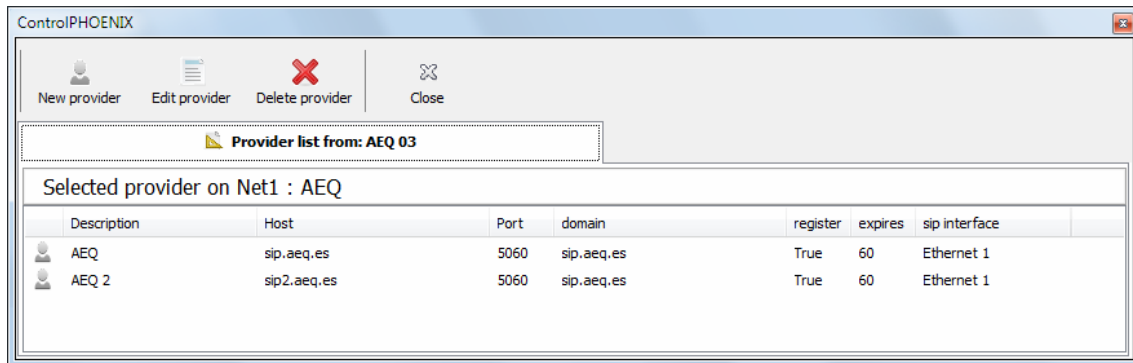 ControlPHOENIX
New provider Edit provider Delete provider Close
Provider list from: AEQ 03
Selected provider on Net1 : AEQ
Description Host Port domain register expires sip interface
AEQ sip.aeq.es 5060 sip.aeq.es True 60 Ethernet 1
AEQ 2 sip2.aeq.es 5060 sip.aeq.es True 60 Ethernet 1